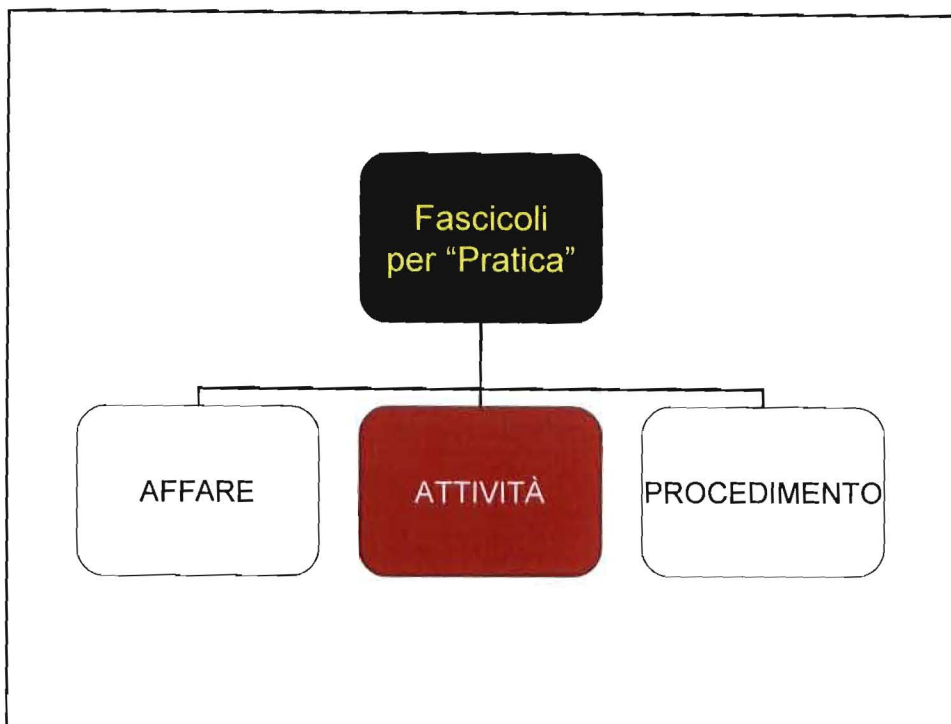 Fascicoli
per “Pratica”
AFFARE
ATTIVITÀ
PROCEDIMENTO